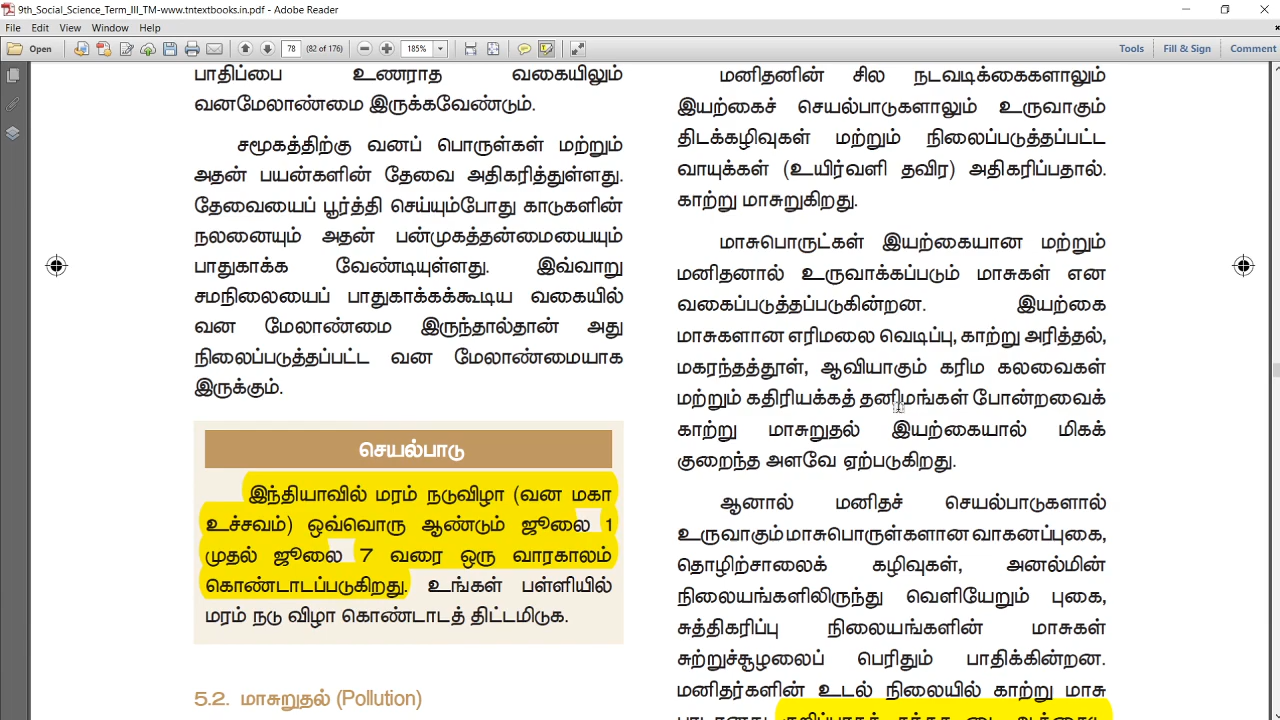 9th_Social_Science_Term_III_TM-www.tntextbooks.in.pdf - Adobe Reader
File Edit View Window Help
Open 78 (82 of 176) 185% Tools Fill & Sign Comment
பாதிப்பை உணராத வகையிலும்
வனமேலாண்மை இருக்கவேண்டும்.
சமூகத்திற்கு வனப் பொருள்கள் மற்றும்
அதன் பயன்களின் தேவை அதிகரித்துள்ளது.
தேவையைப் பூர்த்தி செய்யும்போது காடுகளின்
நலனையும் அதன் பன்முகத்தன்மையையும்
பாதுகாக்க வேண்டியுள்ளது. இவ்வாறு
சமநிலையைப் பாதுகாக்கக்கூடிய வகையில்
வன மேலாண்மை இருந்தால்தான் அது
நிலைப்படுத்தப்பட்ட வன மேலாண்மையாக
இருக்கும்.
செயல்பாடு
இந்தியாவில் மரம் நடுவிழா (வன மகா
உச்சவம்) ஒவ்வொரு ஆண்டும் ஜூலை 1
முதல் ஜூலை 7 வரை ஒரு வாரகாலம்
கொண்டாடப்படுகிறது. உங்கள் பள்ளியில்
மரம் நடு விழா கொண்டாடத் திட்டமிடுக.
5.2. மாசுறுதல் (Pollution)
மனிதனின் சில நடவடிக்கைகளாலும்
இயற்கைச் செயல்பாடுகளாலும் உருவாகும்
திடக்கழிவுகள் மற்றும் நிலைப்படுத்தப்பட்ட
வாயுக்கள் (உயிர்வளி தவிர) அதிகரிப்பதால்.
காற்று மாசுறுகிறது.
மாசுபொருட்கள் இயற்கையான மற்றும்
மனிதனால் உருவாக்கப்படும் மாசுகள் என
வகைப்படுத்தப்படுகின்றன. இயற்கை
மாசுகளான எரிமலை வெடிப்பு, காற்று அரித்தல்,
மகரந்தத்தூள், ஆவியாகும் கரிம கலவைகள்
மற்றும் கதிரியக்கத் தனிமங்கள் போன்றவைக்
காற்று மாசுறுதல் இயற்கையால் மிகக்
குறைந்த அளவே ஏற்படுகிறது.
ஆனால் மனிதச் செயல்பாடுகளால்
உருவாகும் மாசுபொருள்களான வாகனப்புகை,
தொழிற்சாலைக் கழிவுகள், அனல்மின்
நிலையங்களிலிருந்து வெளியேறும் புகை,
சுத்திகரிப்பு நிலையங்களின் மாசுகள்
சுற்றுச்சூழலைப் பெரிதும் பாதிக்கின்றன.
மனிதர்களின் உடல் நிலையில் காற்று மாசு